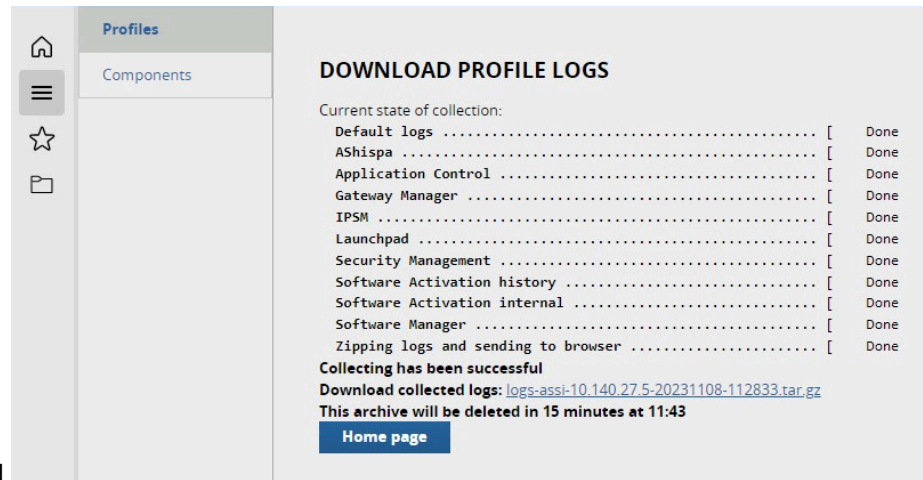 Profiles
Components
DOWNLOAD PROFILE LOGS
Current state of collection:
Default logs .............................................. [ Done
AShispa ................................................... [ Done
Application Control ....................................... [ Done
Gateway Manager ........................................... [ Done
IPSM ...................................................... [ Done
Launchpad ................................................. [ Done
Security Management ....................................... [ Done
Software Activation history .............................. [ Done
Software Activation internal .............................. [ Done
Software Manager .......................................... [ Done
Zipping logs and sending to browser ....................... [ Done
Collecting has been successful
Download collected logs: logs-assi-10.140.27.5-20231108-112833.tar.gz
This archive will be deleted in 15 minutes at 11:43
Home page